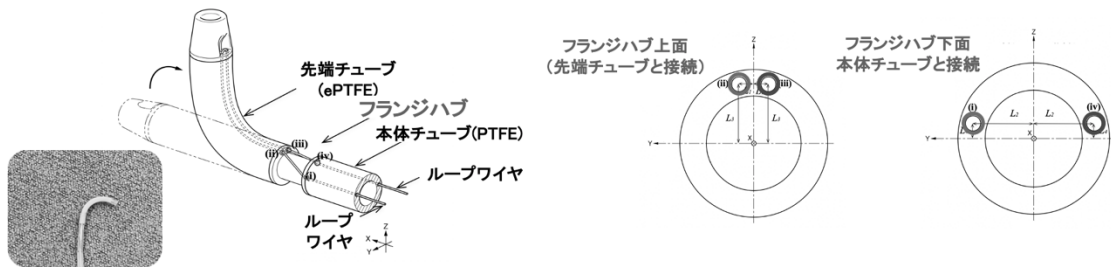 先端チューブ
(ePTFE)
フランジハブ
本体チューブ(PTFE)
(iii)
(ii)
(iv)
(i)
ループワイヤ
ループ
ワイヤ
Z
X
Y
フランジハブ上面
(先端チューブと接続)
Z
(ii)
(iii)
L3
L3
Y
X
フランジハブ下面
本体チューブと接続
Z
(i)
(iv)
L2
L2
Y
X